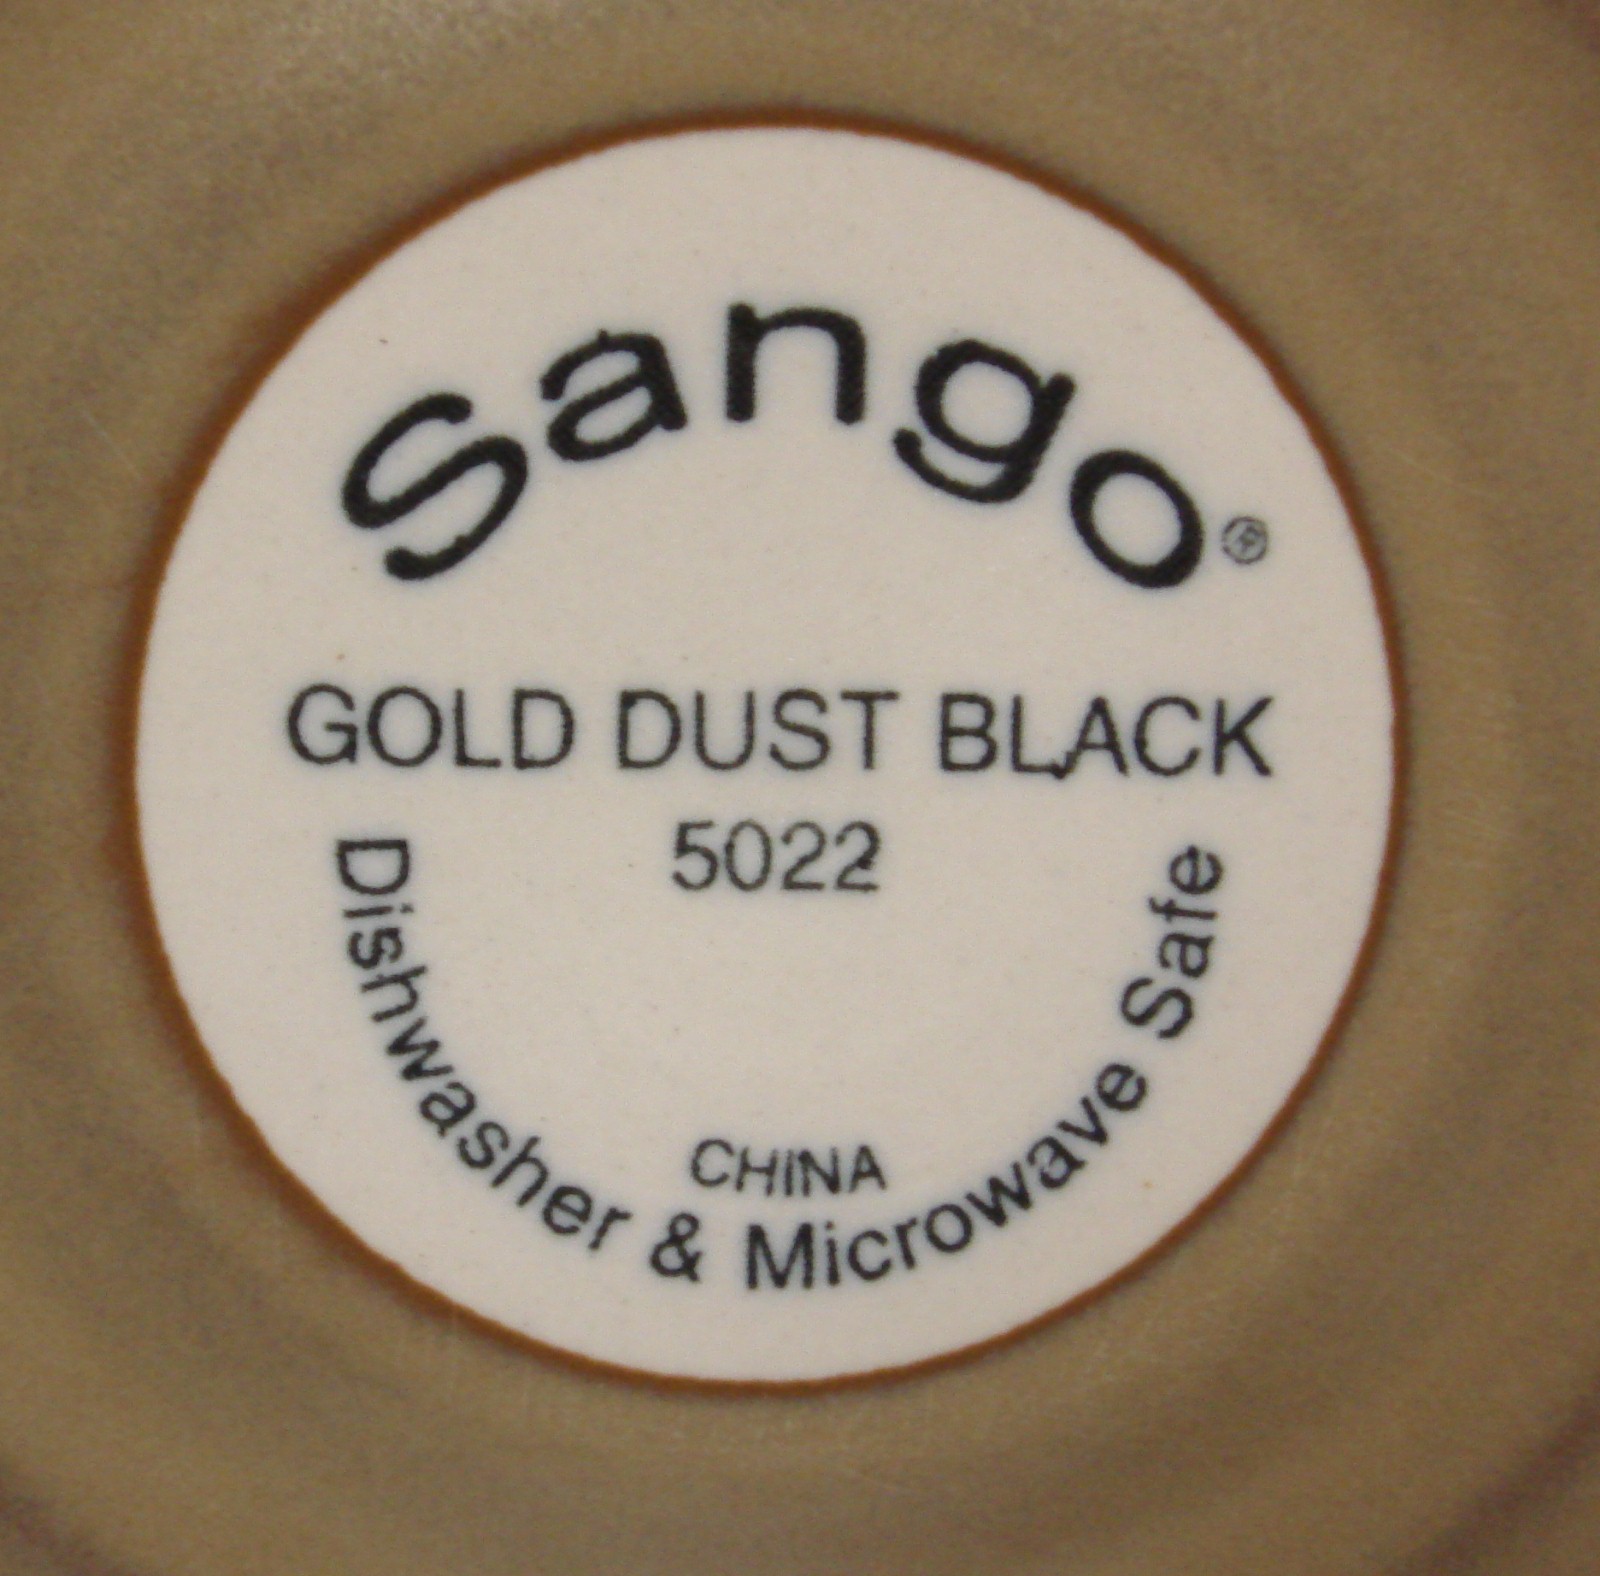 Sango®
GOLD DUST BLACK
5022
CHINA
Dishwasher & Microwave Safe